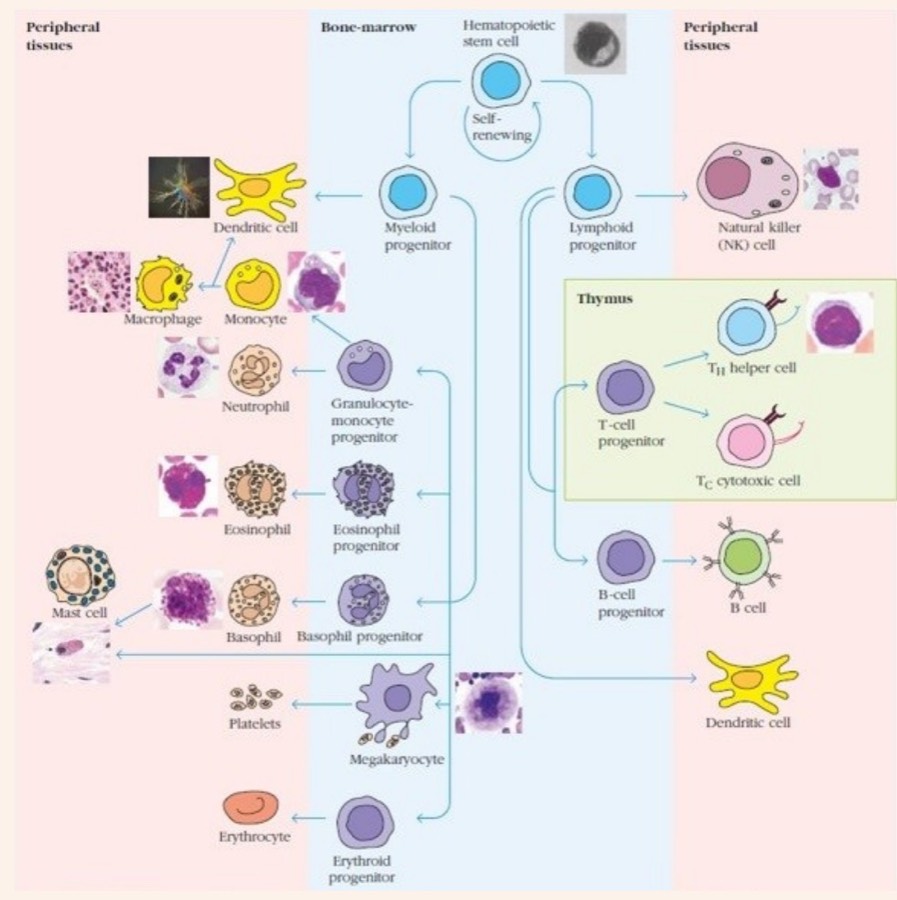 Peripheral
tissues
Bone-marrow
Hematopoietic
stem cell
Peripheral
tissues
Self-
renewing
Dendritic cell
Myeloid
progenitor
Lymphoid
progenitor
Natural killer
(NK) cell
Macrophage
Monocyte
Thymus
TH helper cell
Neutrophil
Granulocyte-
monocyte
progenitor
T-cell
progenitor
TC cytotoxic cell
Eosinophil
Eosinophil
progenitor
Mast cell
Basophil
Basophil progenitor
B-cell
progenitor
B cell
Platelets
Megakaryocyte
Dendritic cell
Erythrocyte
Erythroid
progenitor